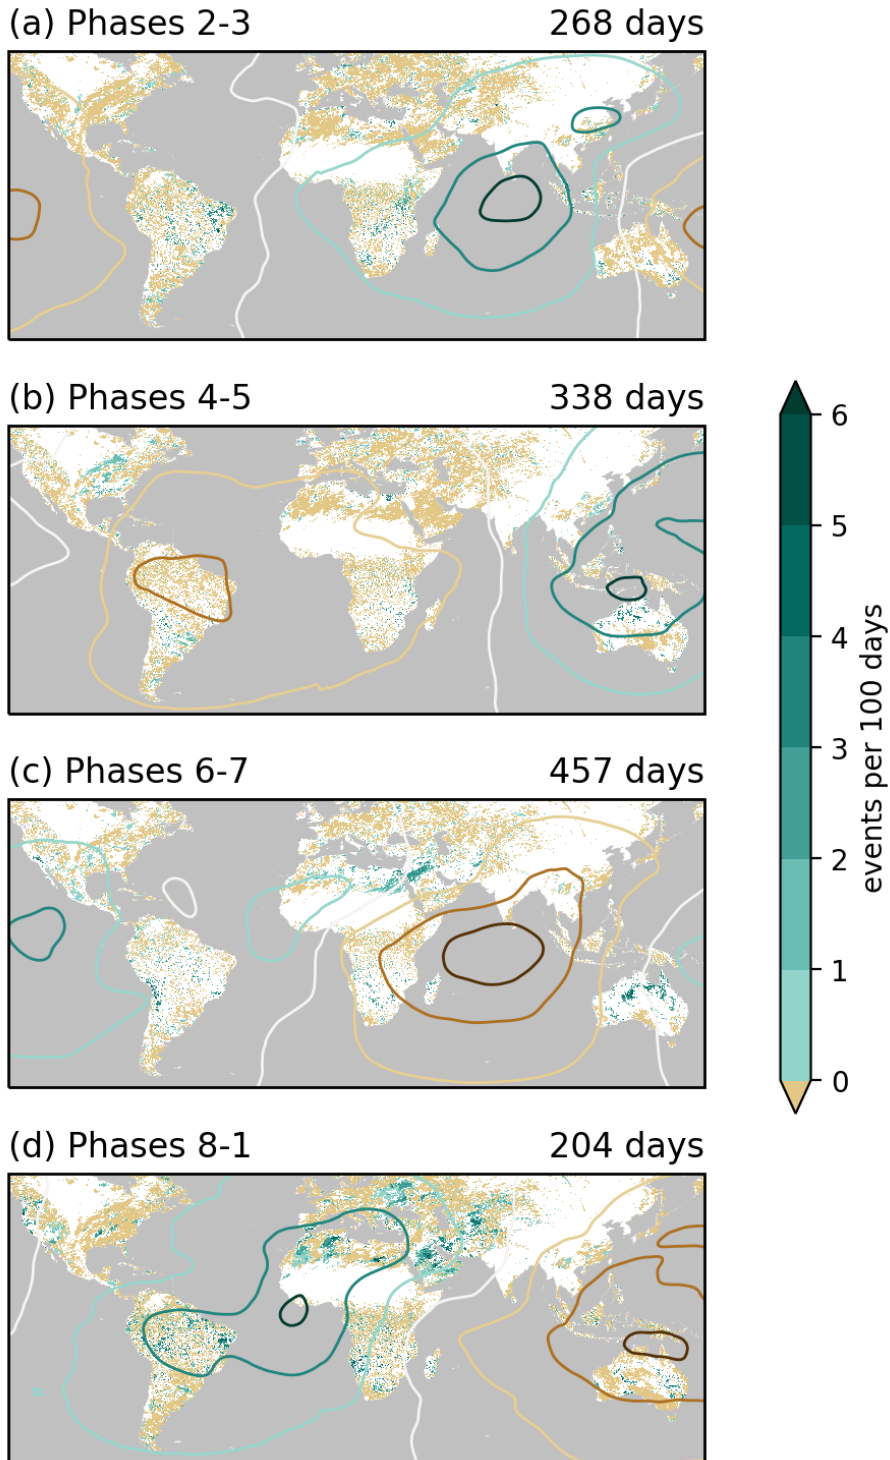 (a) Phases 2-3 268 days
(b) Phases 4-5 338 days
6
5
4
3
2
1
0
events per 100 days
(c) Phases 6-7 457 days
(d) Phases 8-1 204 days